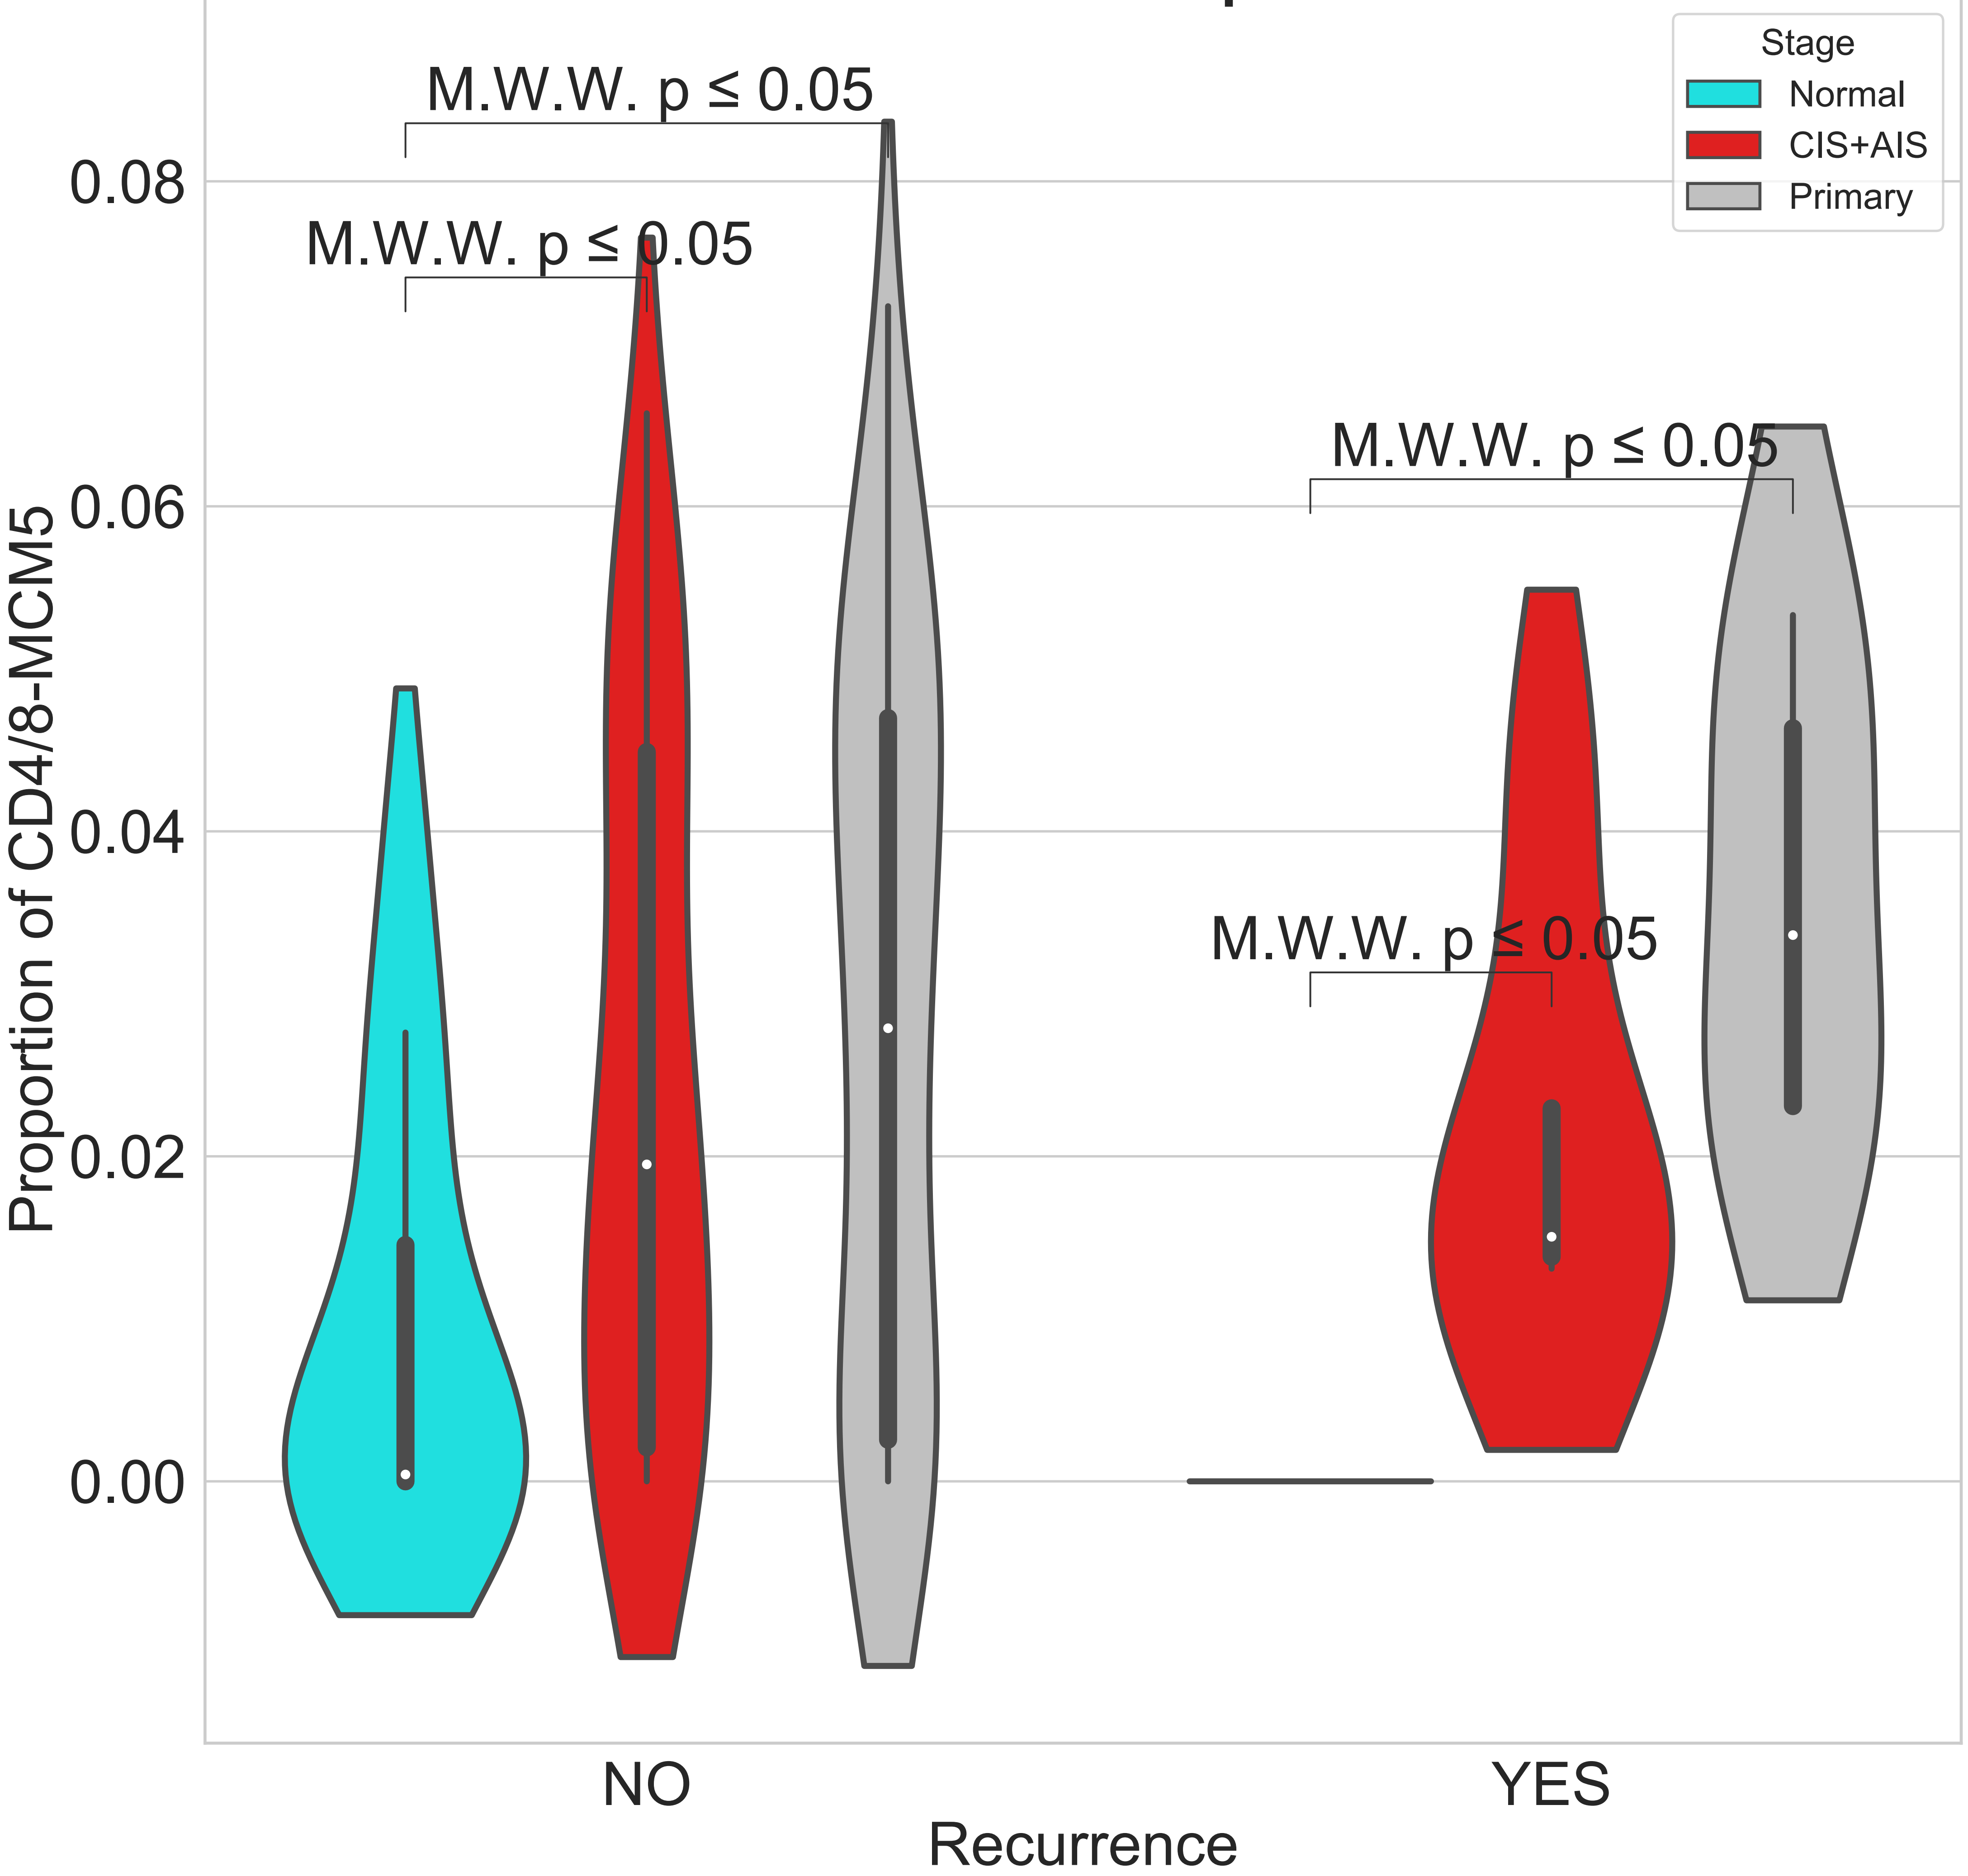 Stage
Normal
CIS+AIS
Primary
M.W.W. p ≤ 0.05
M.W.W. p ≤ 0.05
M.W.W. p ≤ 0.05
M.W.W. p ≤ 0.05
0.08
0.06
0.04
0.02
0.00
Proportion of CD4/8-MCM5
NO
YES
Recurrence